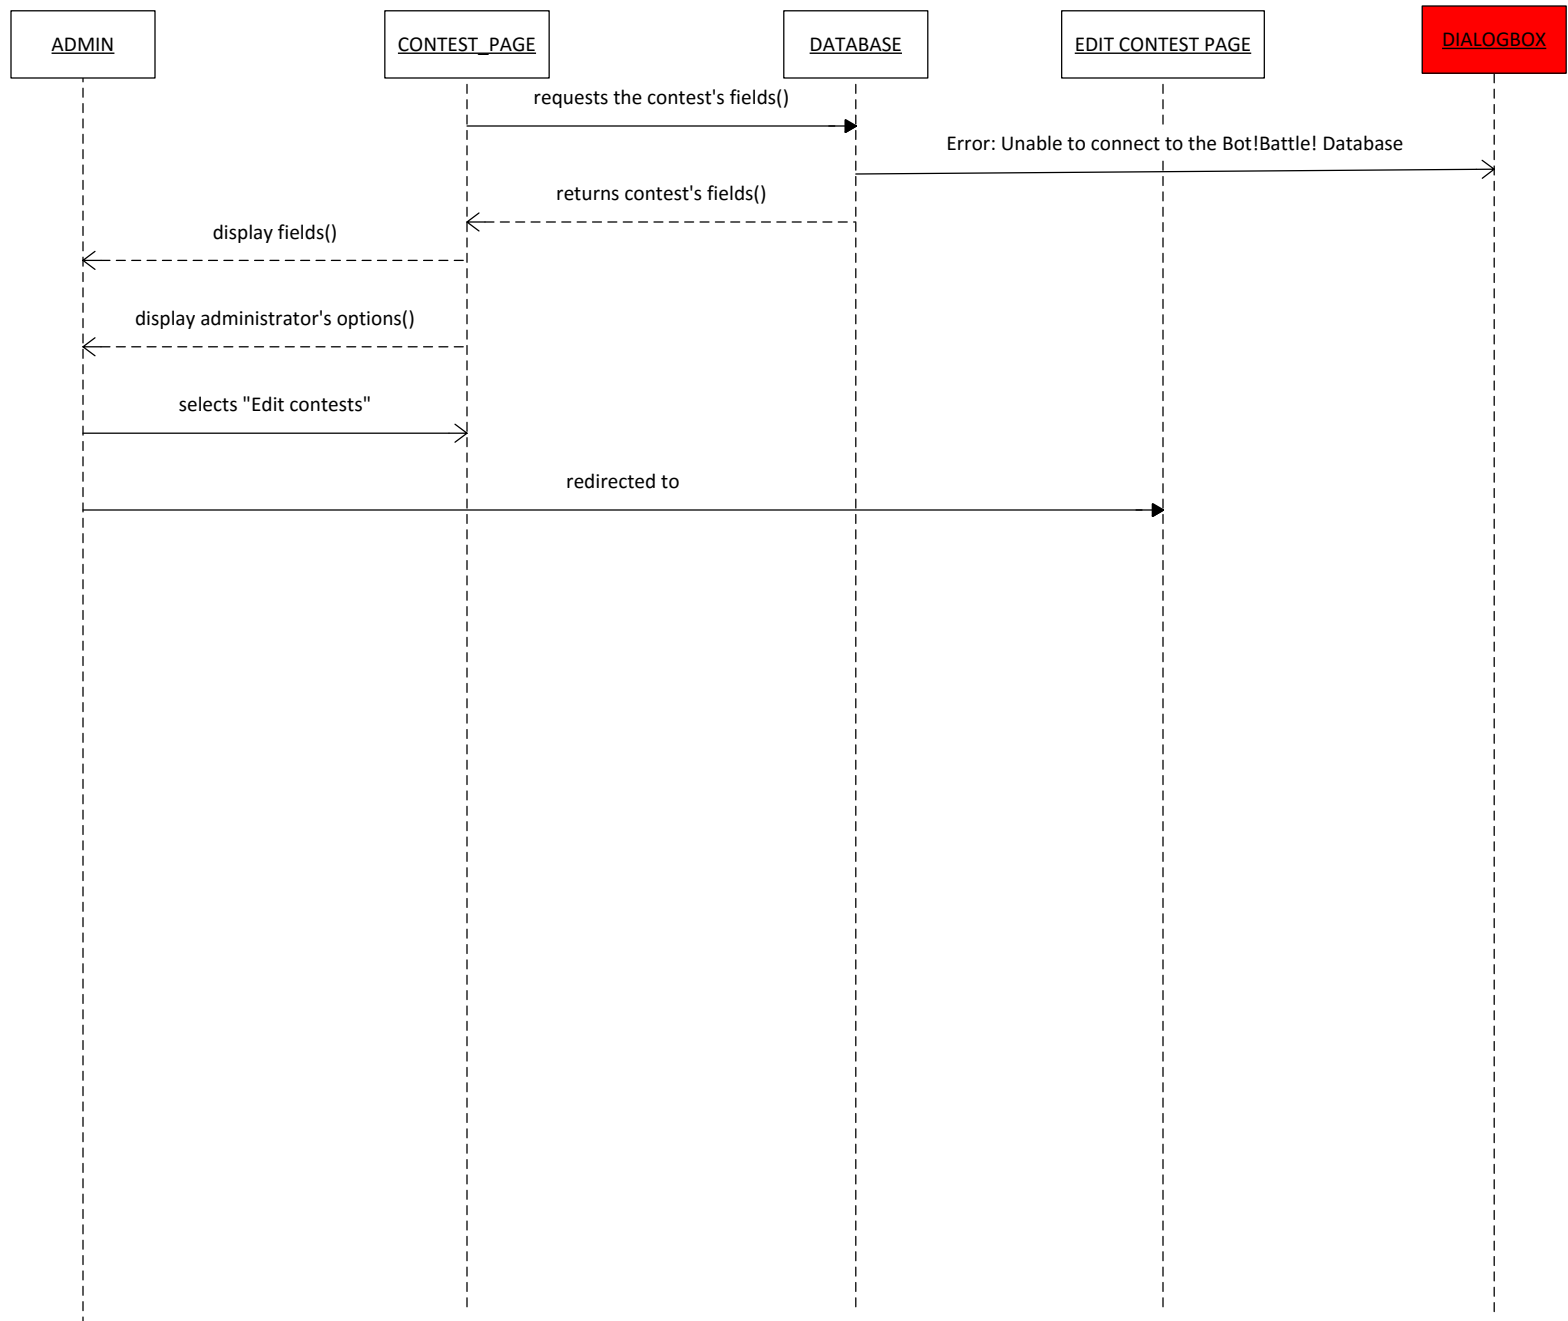 ADMIN
CONTEST_PAGE
DATABASE
EDIT CONTEST PAGE
DIALOGBOX
requests the contest's fields()
Error: Unable to connect to the Bot!Battle! Database
returns contest's fields()
display fields()
display administrator's options()
selects "Edit contests"
redirected to